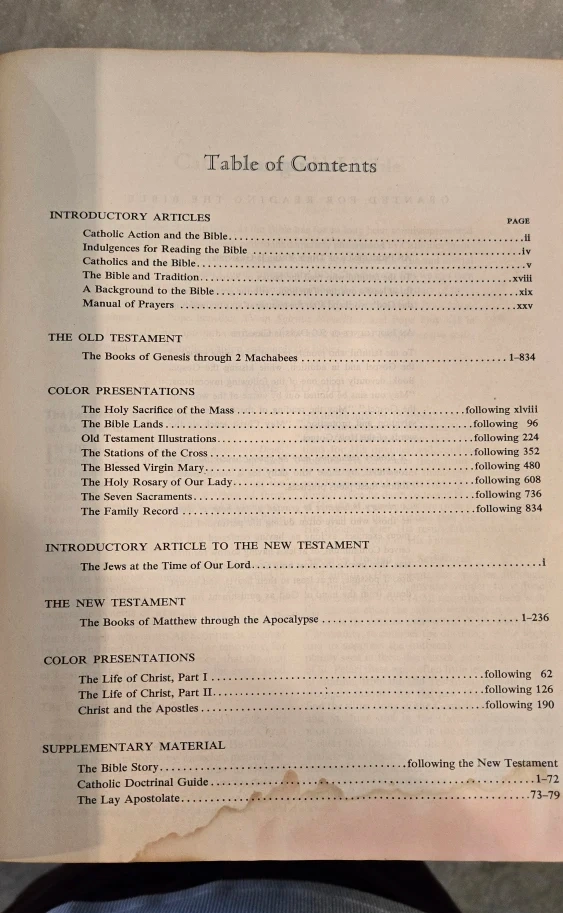 Table of Contents
INTRODUCTORY ARTICLES
PAGE
Catholic Action and the Bible..........ii
Indulgences for Reading the Bible ..........iv
Catholics and the Bible..........v
The Bible and Tradition..........xviii
A Background to the Bible..........xix
Manual of Prayers ..........xxv
THE OLD TESTAMENT
The Books of Genesis through 2 Machabees ..........1–834
COLOR PRESENTATIONS
The Holy Sacrifice of the Mass ..........following xlviii
The Bible Lands..........following 96
Old Testament Illustrations..........following 224
The Stations of the Cross ..........following 352
The Blessed Virgin Mary..........following 480
The Holy Rosary of Our Lady..........following 608
The Seven Sacraments..........following 736
The Family Record ..........following 834
INTRODUCTORY ARTICLE TO THE NEW TESTAMENT
The Jews at the Time of Our Lord..........i
THE NEW TESTAMENT
The Books of Matthew through the Apocalypse ..........1–236
COLOR PRESENTATIONS
The Life of Christ, Part I ..........following 62
The Life of Christ, Part II..........following 126
Christ and the Apostles..........following 190
SUPPLEMENTARY MATERIAL
The Bible Story..........following the New Testament
Catholic Doctrinal Guide..........1–72
The Lay Apostolate..........73–79